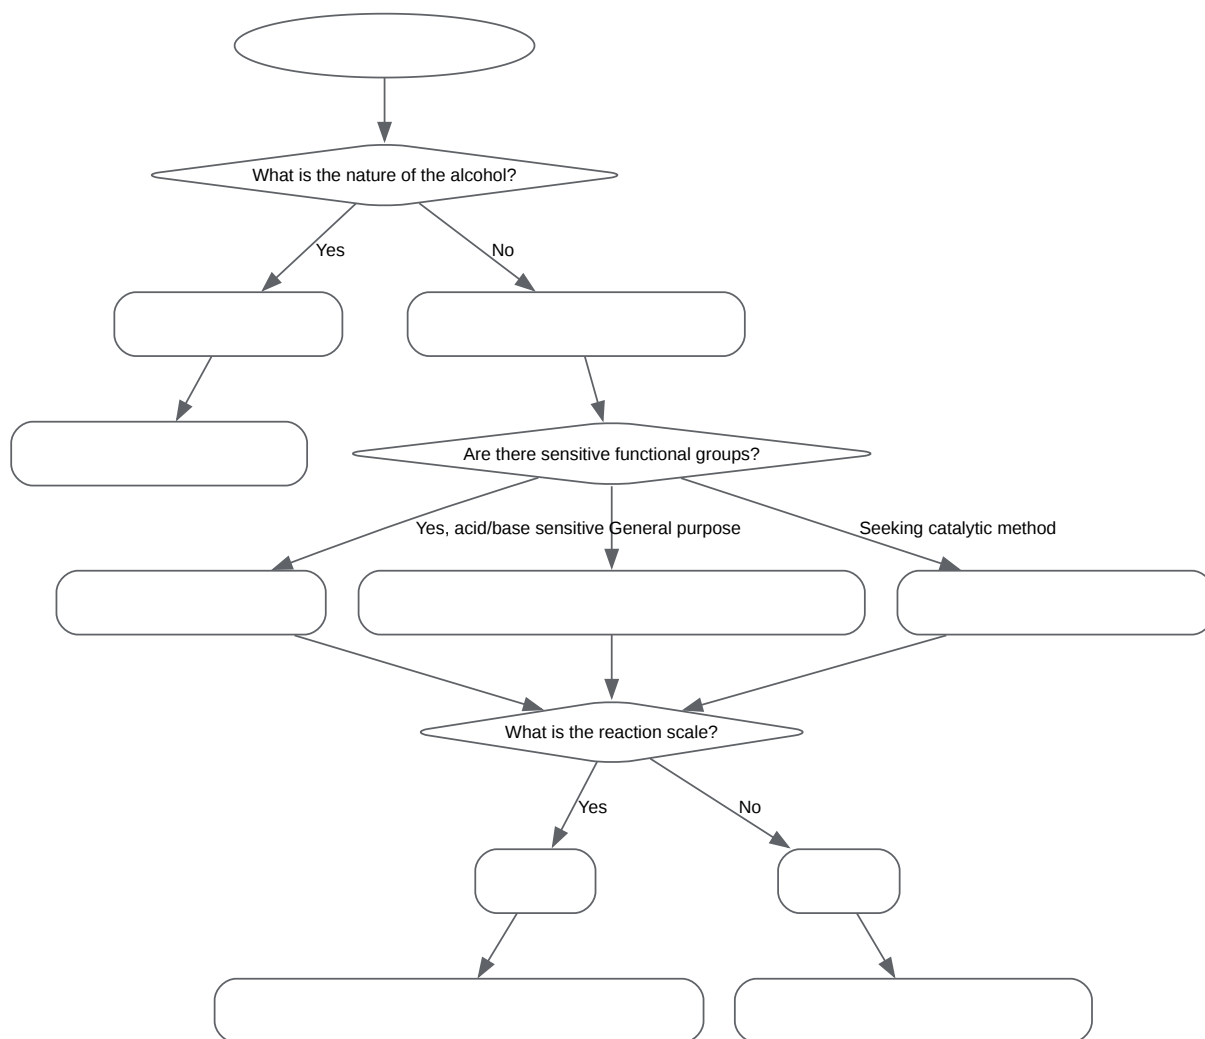 What is the nature of the alcohol?
Yes
No
Are there sensitive functional groups?
Yes, acid/base sensitive
General purpose
Seeking catalytic method
What is the reaction scale?
Yes
No